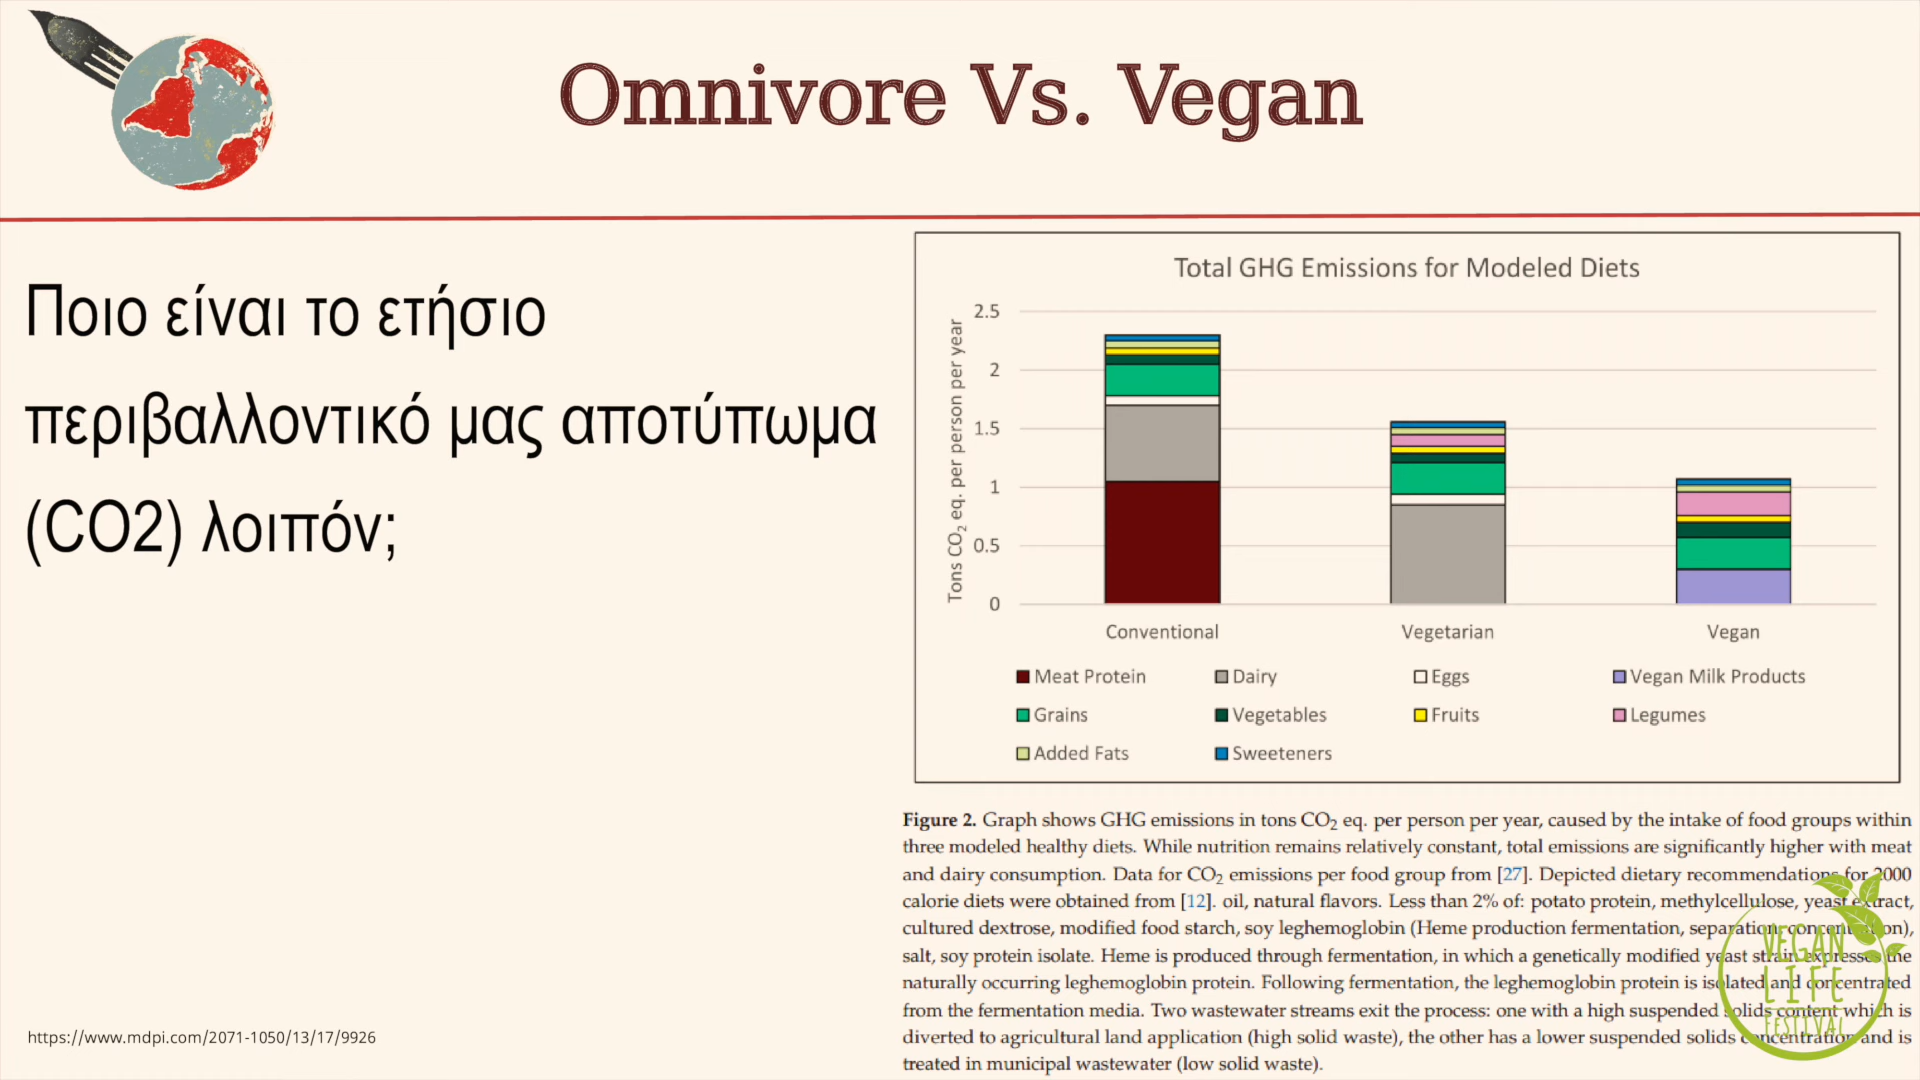 Omnivore Vs. Vegan
Ποιο είναι το ετήσιο
περιβαλλοντικό μας αποτύπωμα
(CO2) λοιπόν;
https://www.mdpi.com/2071-1050/13/17/9926
Total GHG Emissions for Modeled Diets
Tons CO2 eq. per person per year
2.5
2
1.5
1
0.5
0
Conventional Vegetarian Vegan
Meat Protein Dairy Eggs Vegan Milk Products
Grains Vegetables Fruits Legumes
Added Fats Sweeteners
Figure 2. Graph shows GHG emissions in tons CO2 eq. per person per year, caused by the intake of food groups within
three modeled healthy diets. While nutrition remains relatively constant, total emissions are significantly higher with meat
and dairy consumption. Data for CO2 emissions per food group from [27]. Depicted dietary recommendations for 2000
calorie diets were obtained from [12]. oil, natural flavors. Less than 2% of: potato protein, methylcellulose, yeast extract,
cultured dextrose, modified food starch, soy leghemoglobin (Heme production fermentation, separation concentration),
salt, soy protein isolate. Heme is produced through fermentation, in which a genetically modified yeast strain expresses the
naturally occurring leghemoglobin protein. Following fermentation, the leghemoglobin protein is isolated and concentrated
from the fermentation media. Two wastewater streams exit the process: one with a high suspended solids content which is
diverted to agricultural land application (high solid waste), the other has a lower suspended solids concentration and is
treated in municipal wastewater (low solid waste).
VEGAN
LIFE
FESTIVAL